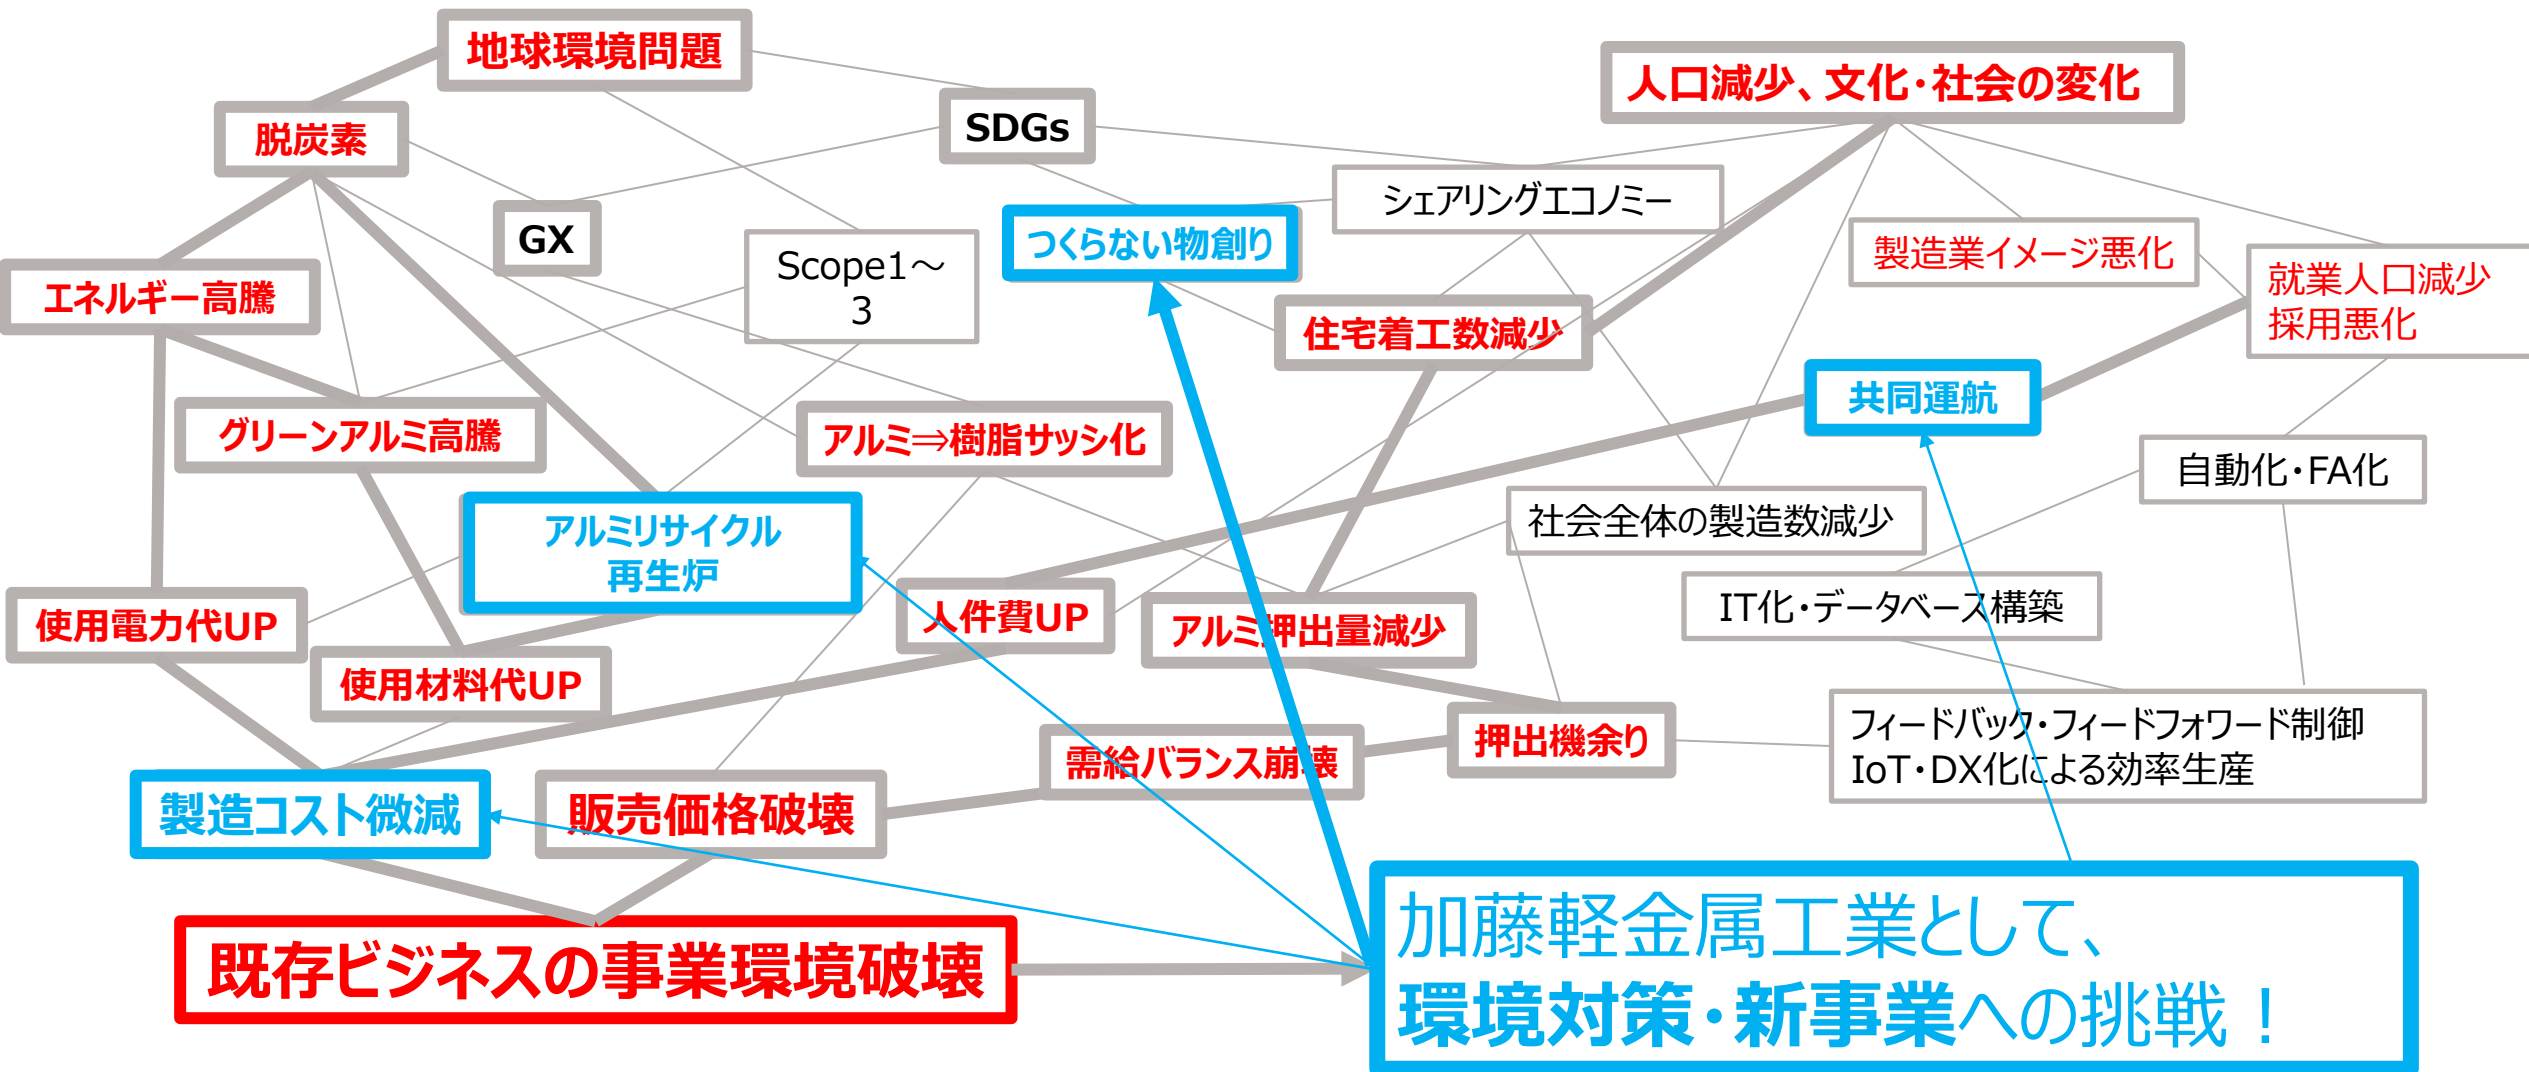 地球環境問題
人口減少、文化・社会の変化
SDGs
脱炭素
シェアリングエコノミー
GX
つくらない物創り
製造業イメージ悪化
Scope1～
3
就業人口減少
採用悪化
エネルギー高騰
住宅着工数減少
共同運航
グリーンアルミ高騰
アルミ⇒樹脂サッシ化
自動化・FA化
アルミリサイクル
再生炉
社会全体の製造数減少
使用電力代UP
人件費UP
アルミ押出量減少
IT化・データベース構築
使用材料代UP
フィードバック・フィードフォワード制御
IoT・DX化による効率生産
需給バランス崩壊
押出機余り
製造コスト微減
販売価格破壊
既存ビジネスの事業環境破壊
加藤軽金属工業として、
環境対策・新事業への挑戦！